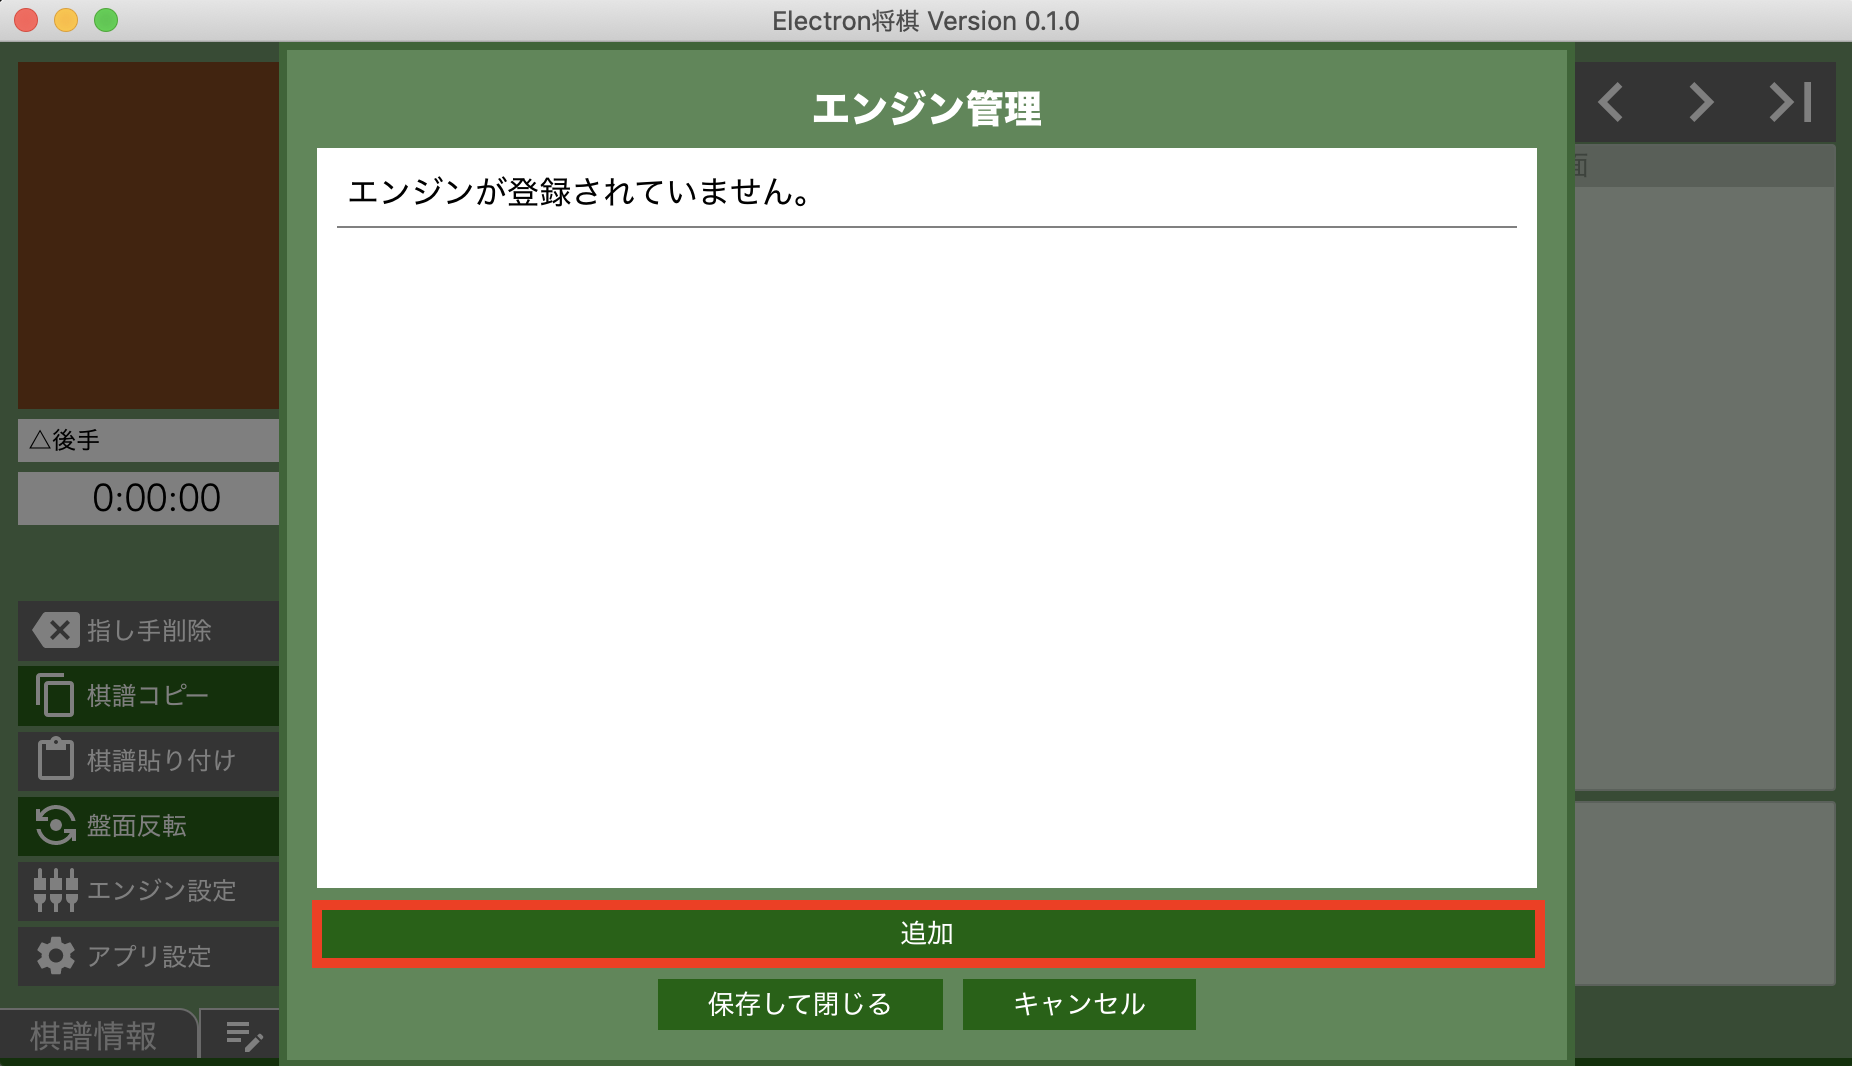 Electron将棋 Version 0.1.0
エンジン管理
エンジンが登録されていません。
面
△後手
0:00:00
指し手削除
棋譜コピー
棋譜貼り付け
盤面反転
エンジン設定
アプリ設定
追加
保存して閉じる
キャンセル
棋譜情報